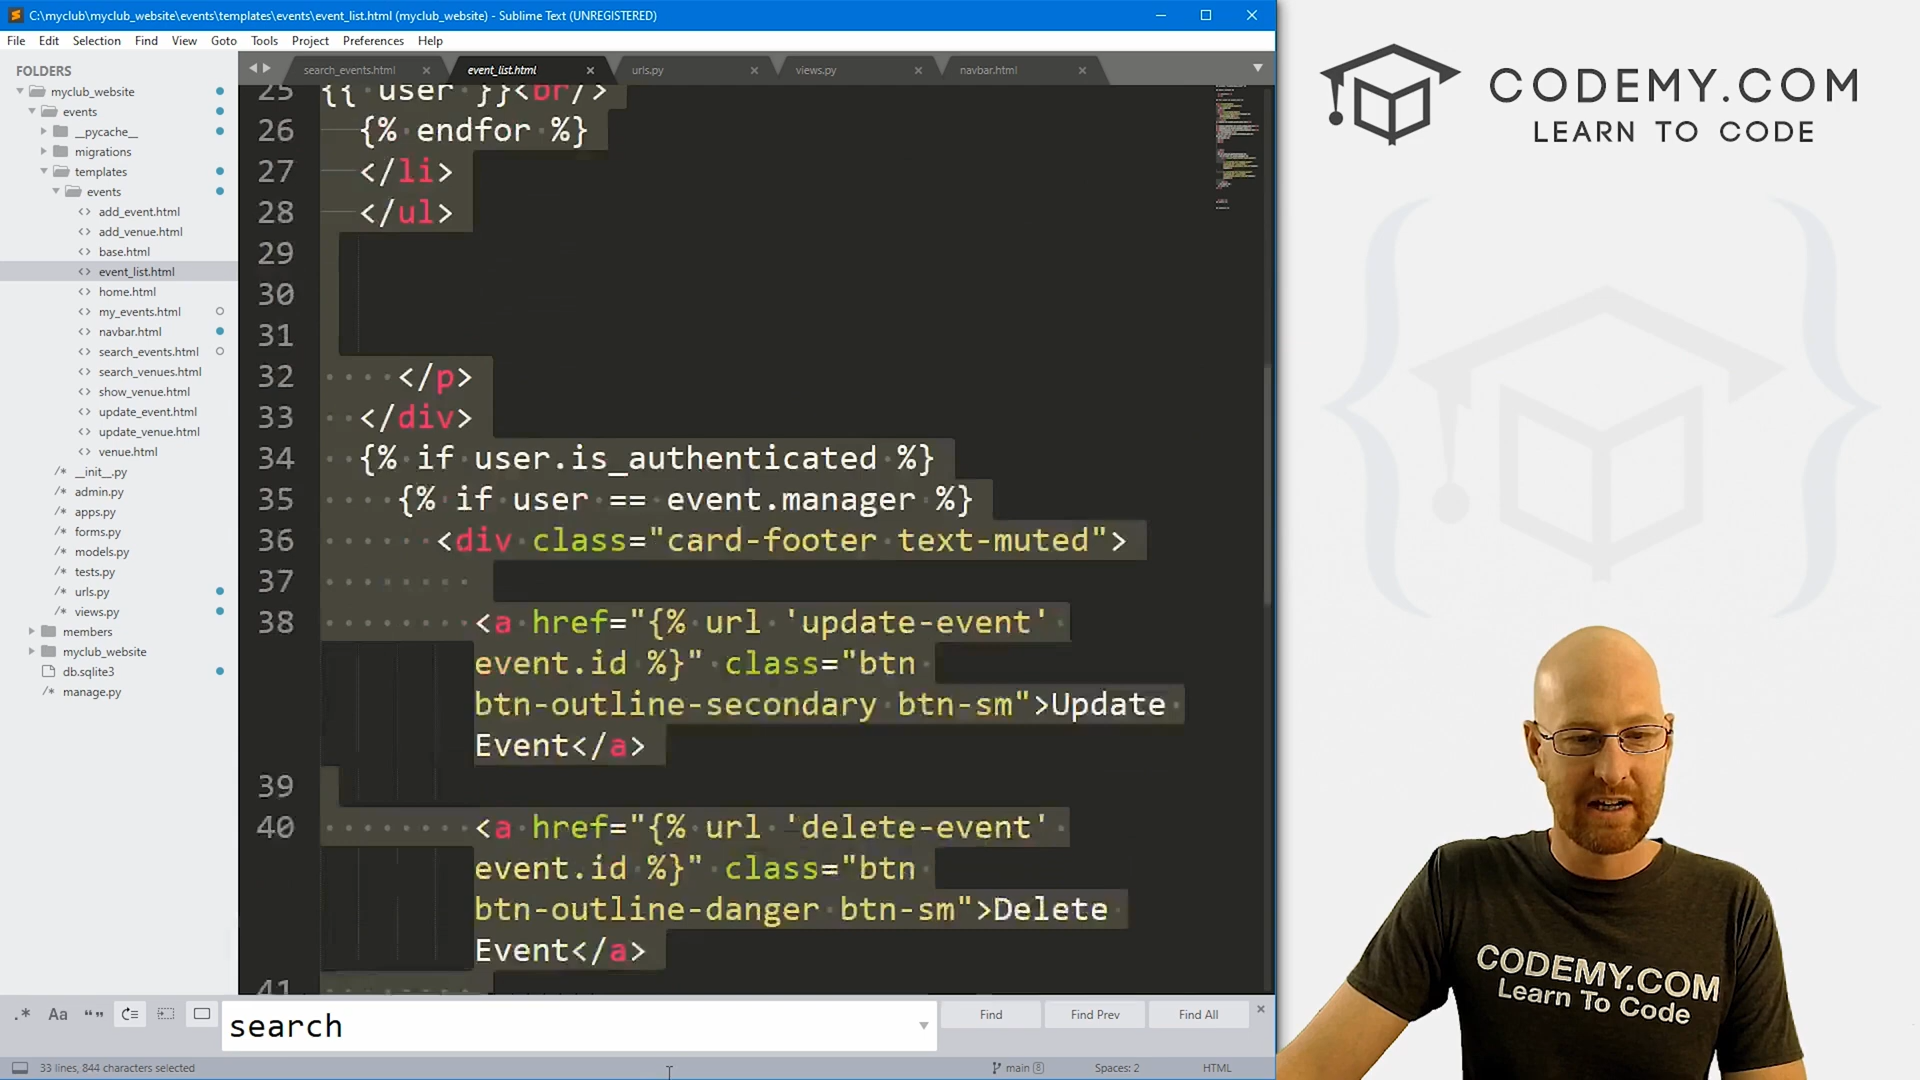 C:\myclub\myclub_website\events\templates\events\event_list.html (myclub_website) - Sublime Text (UNREGISTERED)
File Edit Selection Find View Goto Tools Project Preferences Help
FOLDERS
myclub_website
events
__pycache__
migrations
templates
events
add_event.html
add_venue.html
base.html
event_list.html
home.html
my_events.html
navbar.html
search_events.html
search_venues.html
show_venue.html
update_event.html
update_venue.html
venue.html
__init__.py
admin.py
apps.py
forms.py
models.py
tests.py
urls.py
views.py
members
myclub_website
db.sqlite3
manage.py
search_events.html event_list.html urls.py views.py navbar.html
25 {{ user }}<br/>
26 {% endfor %}
27 </li>
28 </ul>
29
30
31
32 </p>
33 </div>
34 {% if user.is_authenticated %}
35 {% if user == event.manager %}
36 <div class="card-footer text-muted">
37
38 <a href="{% url 'update-event'
event.id %}" class="btn
btn-outline-secondary btn-sm">Update
Event</a>
39
40 <a href="{% url 'delete-event'
event.id %}" class="btn
btn-outline-danger btn-sm">Delete
Event</a>
41
.* Aa “” search Find Find Prev Find All
33 lines, 844 characters selected main 8 Spaces: 2 HTML
CODEMY.COM
LEARN TO CODE
CODEMY.COM
Learn To Code